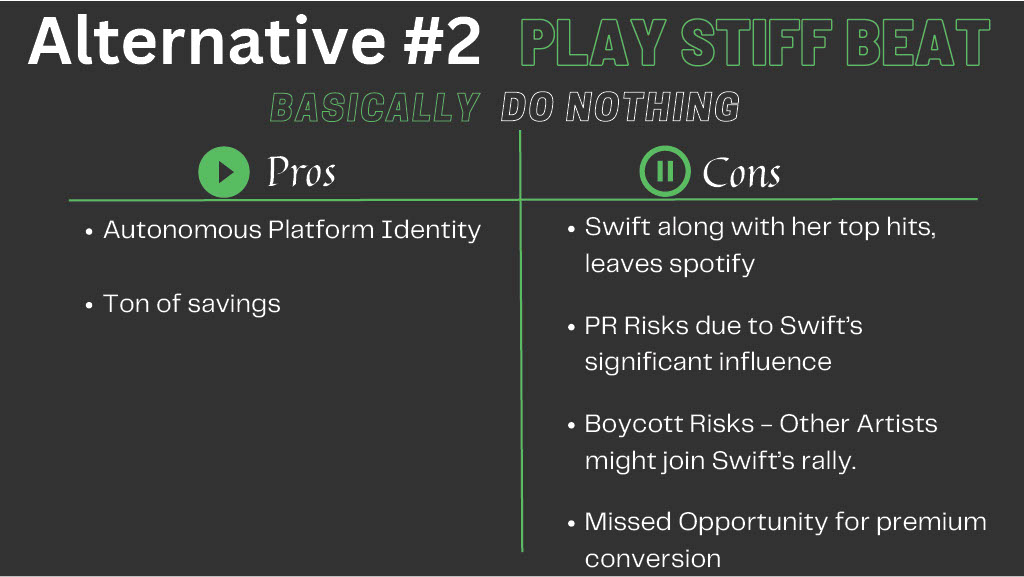 Alternative #2 PLAY STIFF BEAT
BASICALLY DO NOTHING
Pros
• Autonomous Platform Identity
• Ton of savings
Cons
• Swift along with her top hits,
leaves spotify
• PR Risks due to Swift’s
significant influence
• Boycott Risks – Other Artists
might join Swift’s rally.
• Missed Opportunity for premium
conversion